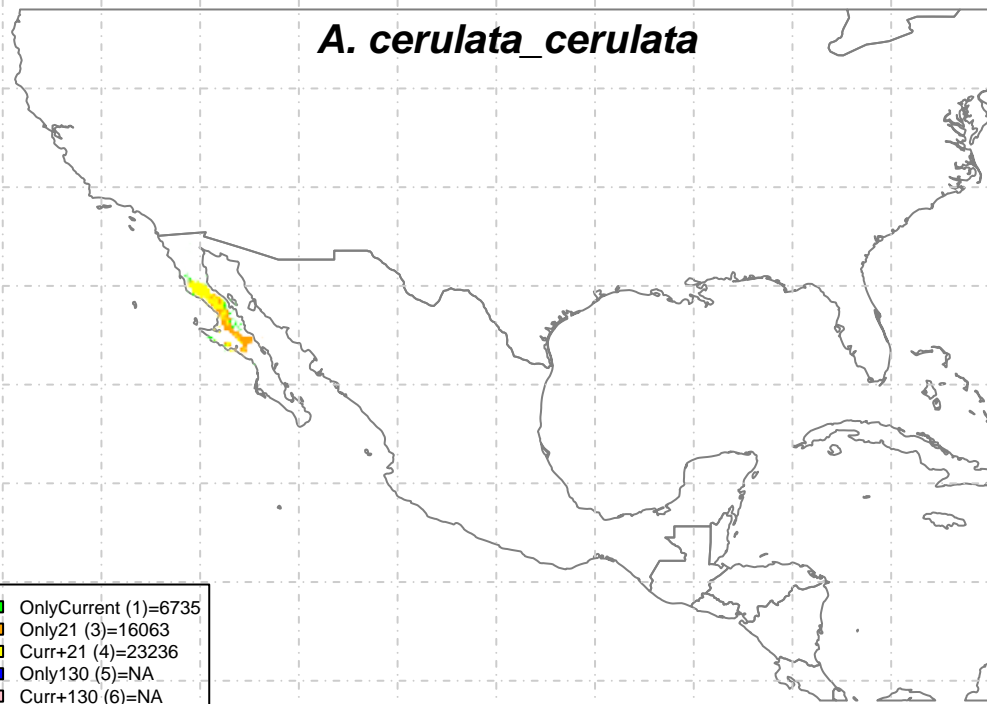 A. cerulata_cerulata
OnlyCurrent (1)=6735
Only21 (3)=16063
Curr+21 (4)=23236
Only130 (5)=NA
Curr+130 (6)=NA